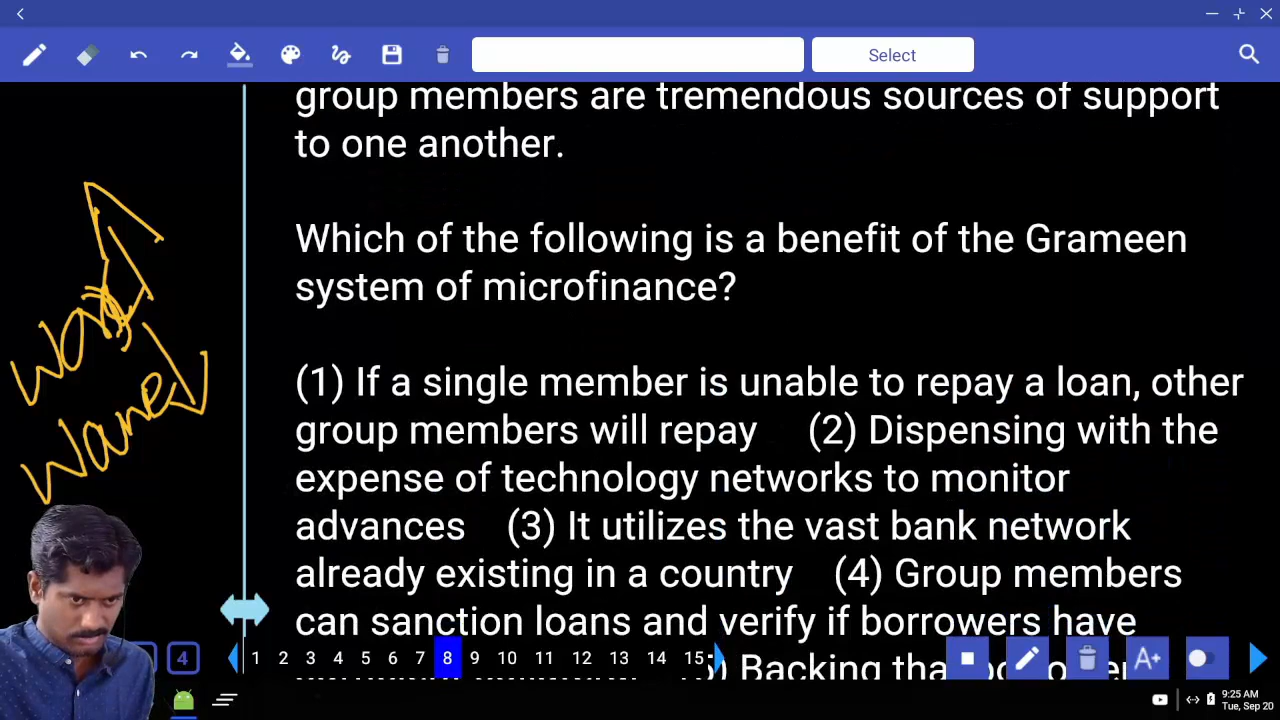 Select
group members are tremendous sources of support
to one another.
Which of the following is a benefit of the Grameen
system of microfinance?
(1) If a single member is unable to repay a loan, other
group members will repay (2) Dispensing with the
expense of technology networks to monitor
advances (3) It utilizes the vast bank network
already existing in a country (4) Group members
can sanction loans and verify if borrowers have
Backing that
Wane
4
1 2 3 4 5 6 7 8 9 10 11 12 13 14 15
A+
9:25 AM
Tue, Sep 20